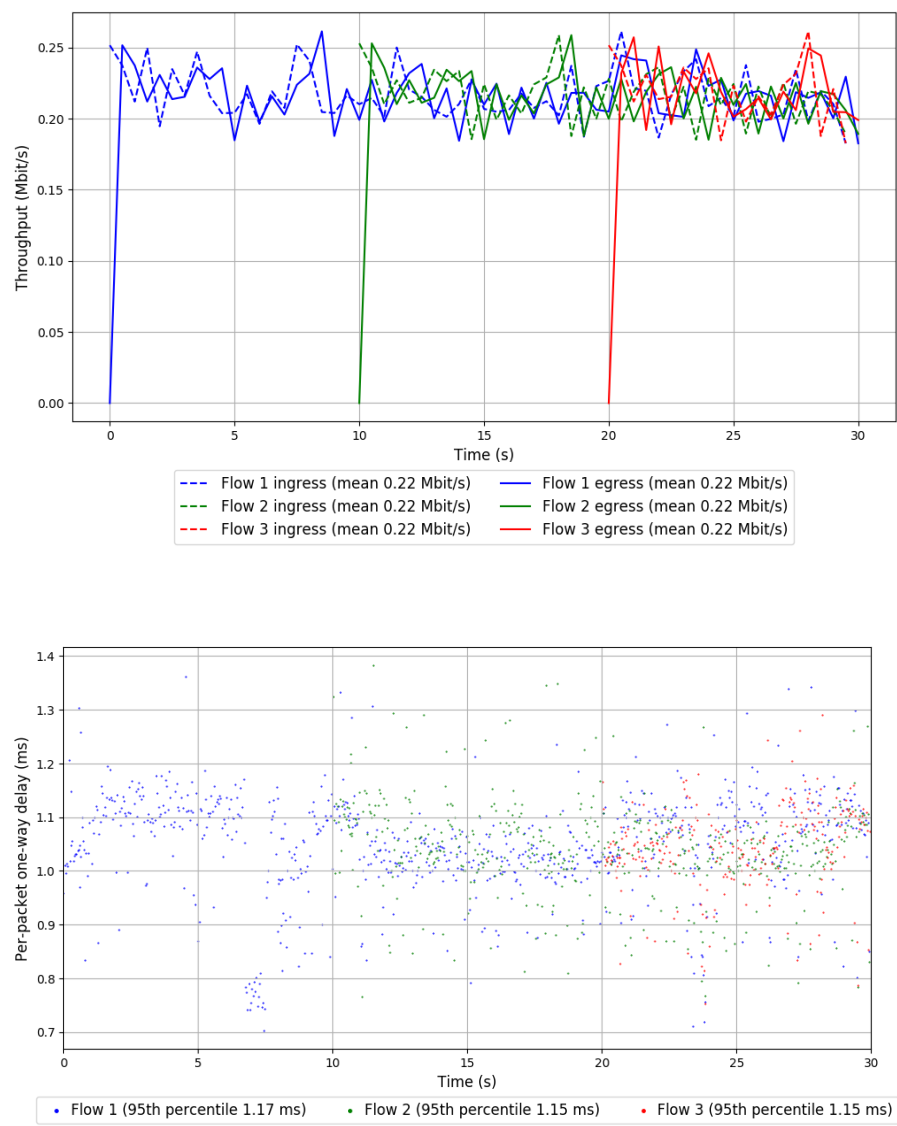 0.25
0.20
0.15
0.10
0.05
0.00
Throughput (Mbit/s)
0 5 10 15 20 25 30
Time (s)
Flow 1 ingress (mean 0.22 Mbit/s) Flow 1 egress (mean 0.22 Mbit/s)
Flow 2 ingress (mean 0.22 Mbit/s) Flow 2 egress (mean 0.22 Mbit/s)
Flow 3 ingress (mean 0.22 Mbit/s) Flow 3 egress (mean 0.22 Mbit/s)
1.4
1.3
1.2
1.1
1.0
0.9
0.8
0.7
Per-packet one-way delay (ms)
0 5 10 15 20 25 30
Time (s)
Flow 1 (95th percentile 1.17 ms) Flow 2 (95th percentile 1.15 ms) Flow 3 (95th percentile 1.15 ms)